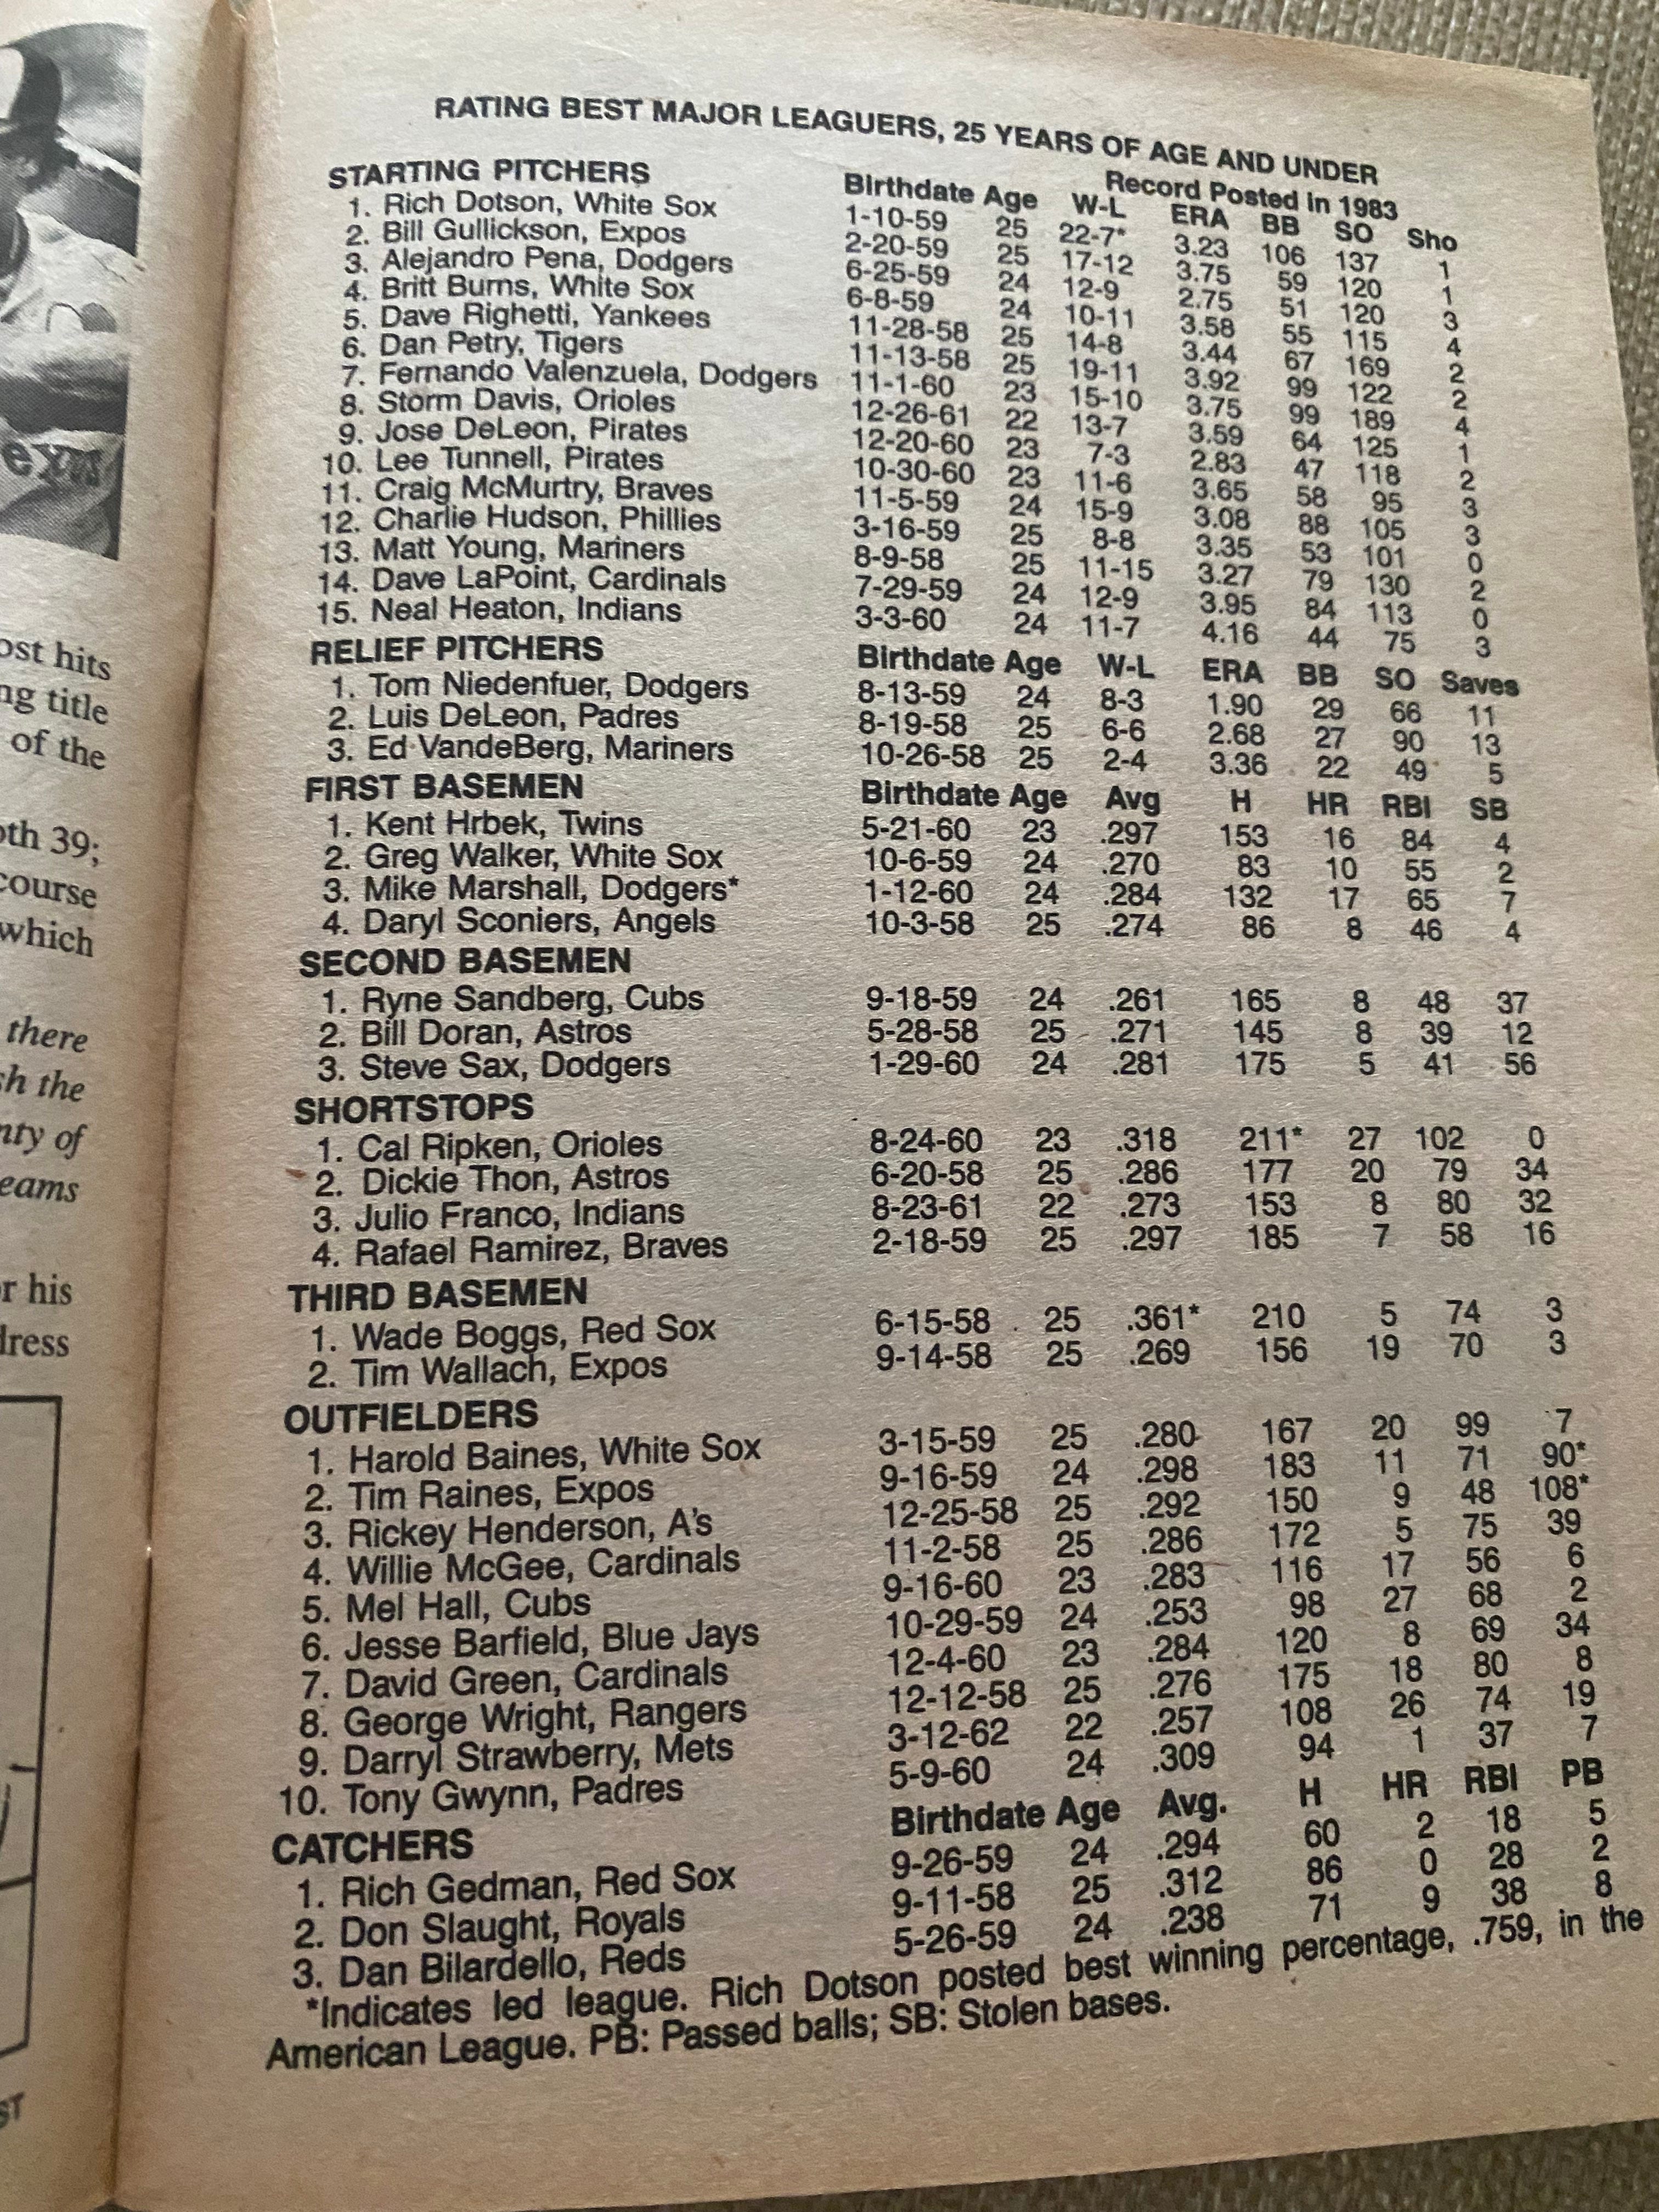 ost hits
ng title
of the
oth 39;
course
which
there
sh the
nty of
eams
r his
dress
RATING BEST MAJOR LEAGUERS, 25 YEARS OF AGE AND UNDER
Record Posted in 1983
STARTING PITCHERS Birthdate Age W-L ERA BB SO Sho
1. Rich Dotson, White Sox 1-10-59 25 22-7* 3.23 106 137 1
2. Bill Gullickson, Expos 2-20-59 25 17-12 3.75 59 120 1
3. Alejandro Pena, Dodgers 6-25-59 24 12-9 2.75 51 120 3
4. Britt Burns, White Sox 6-8-59 24 10-11 3.58 55 115 4
5. Dave Righetti, Yankees 11-28-58 25 14-8 3.44 67 169 2
6. Dan Petry, Tigers 11-13-58 25 19-11 3.92 99 122 2
7. Fernando Valenzuela, Dodgers 11-1-60 23 15-10 3.75 99 189 4
8. Storm Davis, Orioles 12-26-61 22 13-7 3.59 64 125 1
9. Jose DeLeon, Pirates 12-20-60 23 7-3 2.83 47 118 2
10. Lee Tunnell, Pirates 10-30-60 23 11-6 3.65 58 95 3
11. Craig McMurtry, Braves 11-5-59 24 15-9 3.08 88 105 3
12. Charlie Hudson, Phillies 3-16-59 25 8-8 3.35 53 101 0
13. Matt Young, Mariners 8-9-58 25 11-15 3.27 79 130 2
14. Dave LaPoint, Cardinals 7-29-59 24 12-9 3.95 84 113 0
15. Neal Heaton, Indians 3-3-60 24 11-7 4.16 44 75 3
RELIEF PITCHERS Birthdate Age W-L ERA BB SO Saves
1. Tom Niedenfuer, Dodgers 8-13-59 24 8-3 1.90 29 66 11
2. Luis DeLeon, Padres 8-19-58 25 6-6 2.68 27 90 13
3. Ed VandeBerg, Mariners 10-26-58 25 2-4 3.36 22 49 5
FIRST BASEMEN Birthdate Age Avg H HR RBI SB
1. Kent Hrbek, Twins 5-21-60 23 .297 153 16 84 4
2. Greg Walker, White Sox 10-6-59 24 .270 83 10 55 2
3. Mike Marshall, Dodgers* 1-12-60 24 .284 132 17 65 7
4. Daryl Sconiers, Angels 10-3-58 25 .274 86 8 46 4
SECOND BASEMEN
1. Ryne Sandberg, Cubs 9-18-59 24 .261 165 8 48 37
2. Bill Doran, Astros 5-28-58 25 .271 145 8 39 12
3. Steve Sax, Dodgers 1-29-60 24 .281 175 5 41 56
SHORTSTOPS
1. Cal Ripken, Orioles 8-24-60 23 .318 211* 27 102 0
2. Dickie Thon, Astros 6-20-58 25 .286 177 20 79 34
3. Julio Franco, Indians 8-23-61 22 .273 153 8 80 32
4. Rafael Ramirez, Braves 2-18-59 25 .297 185 7 58 16
THIRD BASEMEN
1. Wade Boggs, Red Sox 6-15-58 25 .361* 210 5 74 3
2. Tim Wallach, Expos 9-14-58 25 .269 156 19 70 3
OUTFIELDERS
1. Harold Baines, White Sox 3-15-59 25 .280 167 20 99 7
2. Tim Raines, Expos 9-16-59 24 .298 183 11 71 90*
3. Rickey Henderson, A's 12-25-58 25 .292 150 9 48 108*
4. Willie McGee, Cardinals 11-2-58 25 .286 172 5 75 39
5. Mel Hall, Cubs 9-16-60 23 .283 116 17 56 6
6. Jesse Barfield, Blue Jays 10-29-59 24 .253 98 27 68 2
7. David Green, Cardinals 12-4-60 23 .284 120 8 69 34
8. George Wright, Rangers 12-12-58 25 .276 175 18 80 8
9. Darryl Strawberry, Mets 3-12-62 22 .257 108 26 74 19
10. Tony Gwynn, Padres 5-9-60 24 .309 94 1 37 7
CATCHERS Birthdate Age Avg. H HR RBI PB
1. Rich Gedman, Red Sox 9-26-59 24 .294 60 2 18 5
2. Don Slaught, Royals 9-11-58 25 .312 86 0 28 2
3. Dan Bilardello, Reds 5-26-59 24 .238 71 9 38 8
*Indicates led league. Rich Dotson posted best winning percentage, .759, in the
American League. PB: Passed balls; SB: Stolen bases.